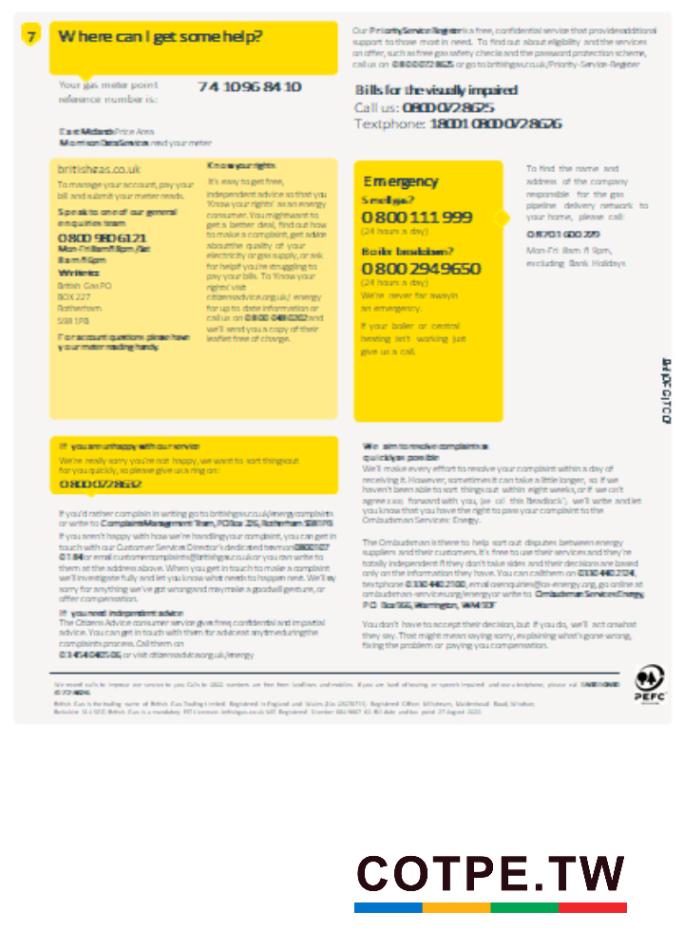 7
Where can I get some help?
Your gas meter point
reference number is:
74 1096 84 10
East Midlands Price Area
Morrison Data Services read your meter
Our Priority Service Register is a free, confidential service that provides additional
support to those most in need. To find out about eligibility and the services
on offer, such as free gas safety checks and the password protection scheme,
call us on 0800 072 8625 or go to britishgas.co.uk/Priority-Service-Register
Bills for the visually impaired
Call us: 0800 072 8625
Textphone: 18001 0800 072 8626
britishgas.co.uk
To manage your account, pay your
bill and submit your meter reads.
Speak to one of our general
enquiries team
0800 980 6121
Mon-Fri 8am-8pm /Sat
8am-6pm
Write to:
British Gas PO
BOX 227
Rotherham
S98 1PB
For account questions please have
your meter reading handy.
Know your rights
It's easy to get free,
independent advice so that you
'Know your rights' as an energy
consumer. You might want to
get a better deal, find out how
to make a complaint, get advice
about the quality of your
electricity or gas supply, or ask
for help if you're struggling to
pay your bills. To 'Know your
rights' visit
citizensadvice.org.uk/ energy
for up to date information or
call us on
we'll send you a copy of their
leaflet free of charge.
Emergency
Smell gas?
0 800 111 999
(24 hours a day)
Boiler breakdown?
0 800 294 9650
(24 hours a day)
We're never far away in
an emergency.
If your boiler or central
heating isn't working just
give us a call.
To find the name and
address of the company
responsible for the gas
pipeline delivery network to
your home, please call:
Mon-Fri 8am-9pm,
excluding Bank Holidays
If you are unhappy with our service
We're really sorry you're not happy, we want to sort things out
for you quickly, so please give us a ring on:
0 800 072 8632
If you'd rather complain in writing go to britishgas.co.uk/energycomplaints
or write to Complaints Management Team, PO Box 226, Rotherham S98 1PB
If you aren't happy with how we're handling your complaint, you can get in
touch with our Customer Services Director's dedicated team on
or email customercomplaints@britishgas.co.uk or you can write to
them at the address above. When you get in touch to make a complaint
we'll investigate fully and let you know what needs to happen next. We'll say
sorry for anything we've got wrong and may make a goodwill gesture, or
offer compensation.
If you need independent advice
The Citizens Advice consumer service gives free, confidential and impartial
advice. You can get in touch with them for advice at anytime during the
complaints process. Call them on
or visit citizensadvice.org.uk/energy
We aim to resolve complaints as
quickly as possible
We'll make every effort to resolve your complaint within a day of
receiving it. However, sometimes it can take a little longer, so if we
haven't been able to sort things out within eight weeks, or if we can't
agree a way forward with you, (we call this 'Deadlock'), we'll write and let
you know that you have the right to pass your complaint to the
Ombudsman Services: Energy.
The Ombudsman is there to help sort out disputes between energy
suppliers and their customers. It's free to use their services and they're
totally independent they don't take sides and their decisions are based
only on the information they have. You can call them on
textphone email enquiries@os-energy.org, go online at
ombudsman-services.org/energy or write to Ombudsman Services Energy,
PO Box 966, Warrington,
You don't have to accept their decision, but if you do, we'll act on what
they say. That might mean saying sorry, explaining what's gone wrong,
fixing the problem or paying you compensation.
PEFC
COTPE.TW